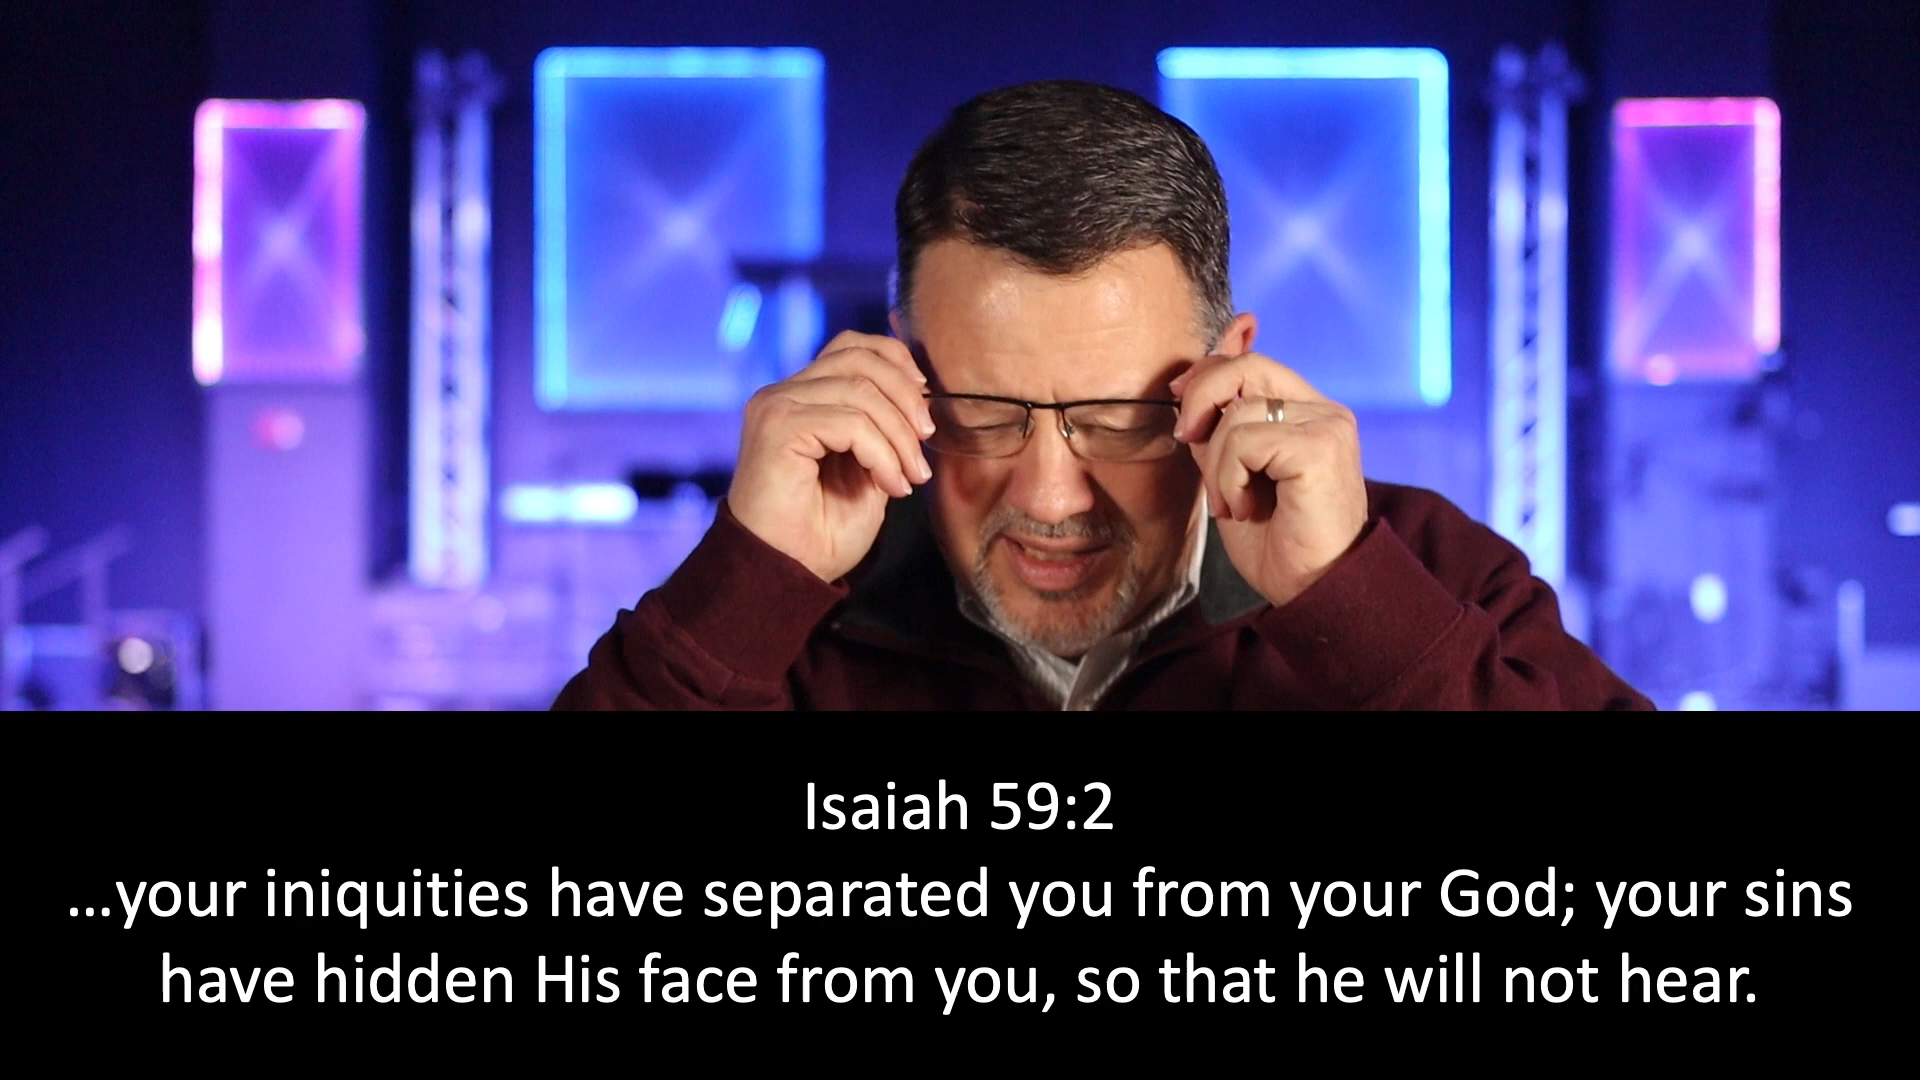 Isaiah 59:2
…your iniquities have separated you from your God; your sins
have hidden His face from you, so that he will not hear.